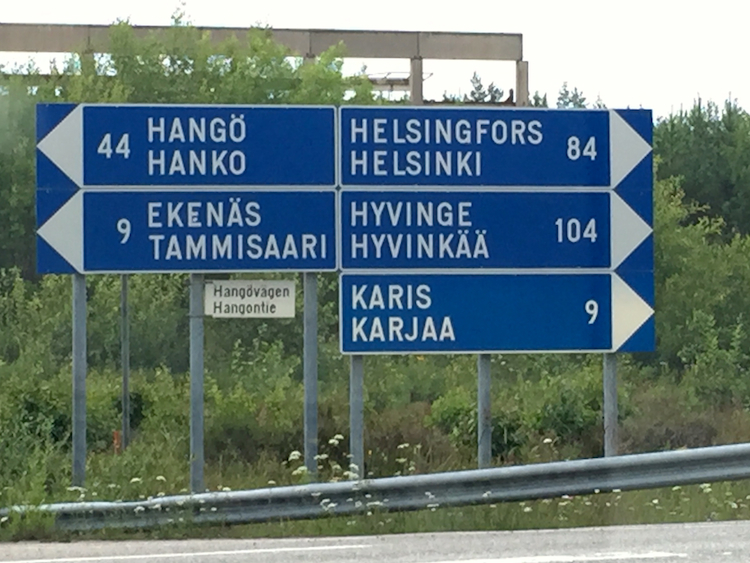 44 HANGÖ
HANKO
9 EKENÄS
TAMMISAARI
HELSINGFORS 84
HELSINKI
HYVINGE 104
HYVINKÄÄ
KARIS 9
KARJAA
Hangövägen
Hangontie